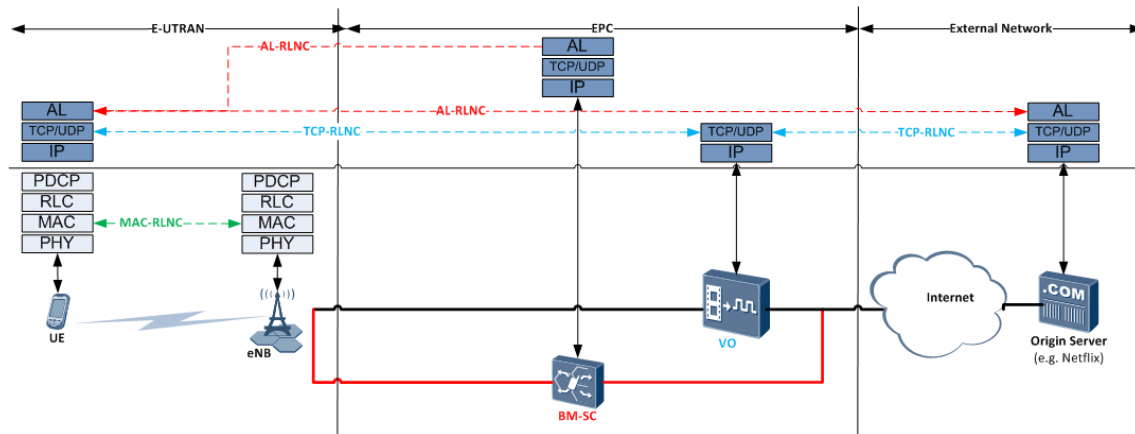 E-UTRAN
EPC
External Network
AL-RLNC
AL
TCP/UDP
IP
AL
TCP/UDP
IP
AL-RLNC
TCP-RLNC
TCP/UDP
IP
TCP-RLNC
AL
TCP/UDP
IP
PDCP
RLC
MAC
PHY
MAC-RLNC
PDCP
RLC
MAC
PHY
UE
eNB
VO
BM-SC
Internet
.COM
Origin Server
(e.g. Netflix)